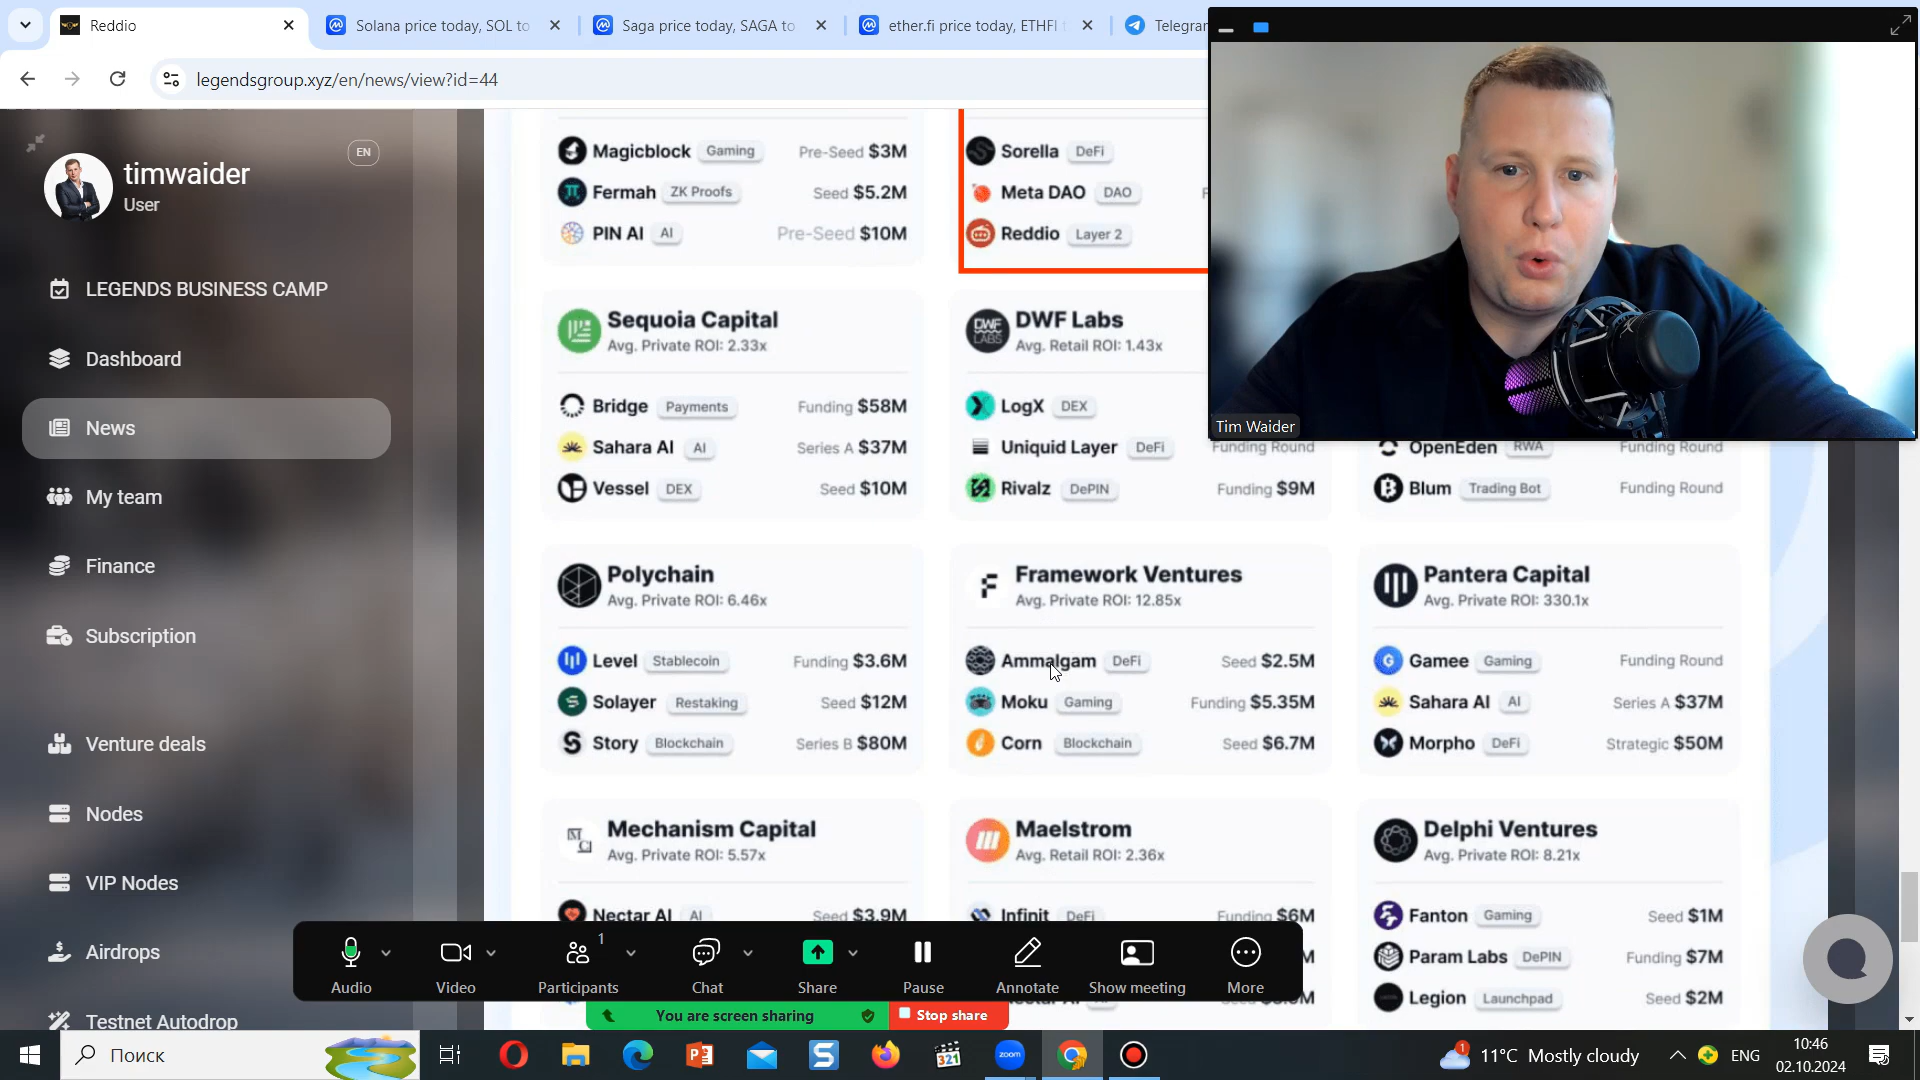 Reddio
Solana price today, SOL to
Saga price today, SAGA to
ether.fi price today, ETHFI
Telegra
legendsgroup.xyz/en/news/view?id=44
timwaider
User
EN
LEGENDS BUSINESS CAMP
Dashboard
News
My team
Finance
Subscription
Venture deals
Nodes
VIP Nodes
Airdrops
Testnet Autodrop
Magicblock Gaming Pre-Seed $3M
Fermah ZK Proofs Seed $5.2M
PIN AI AI Pre-Seed $10M
Sorella DeFi
Meta DAO DAO
Reddio Layer 2
Tim Waider
Sequoia Capital
Avg. Private ROI: 2.33x
Bridge Payments Funding $58M
Sahara AI AI Series A $37M
Vessel DEX Seed $10M
DWF LABS
DWF Labs
Avg. Retail ROI: 1.43x
LogX DEX
Uniquid Layer DeFi Funding Round
Rivalz DePIN Funding $9M
OpenEden RWA Funding Round
Blum Trading Bot Funding Round
Polychain
Avg. Private ROI: 6.46x
Level Stablecoin Funding $3.6M
Solayer Restaking Seed $12M
Story Blockchain Series B $80M
Framework Ventures
Avg. Private ROI: 12.85x
Ammalgam DeFi Seed $2.5M
Moku Gaming Funding $5.35M
Corn Blockchain Seed $6.7M
Pantera Capital
Avg. Private ROI: 330.1x
Gamee Gaming Funding Round
Sahara AI AI Series A $37M
Morpho DeFi Strategic $50M
Mechanism Capital
Avg. Private ROI: 5.57x
Nectar AI AI Seed $3.9M
Maelstrom
Avg. Retail ROI: 2.36x
Infinit DeFi Funding $6M
Delphi Ventures
Avg. Private ROI: 8.21x
Fanton Gaming Seed $1M
Param Labs DePIN Funding $7M
Legion Launchpad Seed $2M
Audio
Video
1
Participants
Chat
Share
Pause
Annotate
Show meeting
More
You are screen sharing
Stop share
Поиск
321
zoom
1
11°C Mostly cloudy
ENG
10:46
02.10.2024